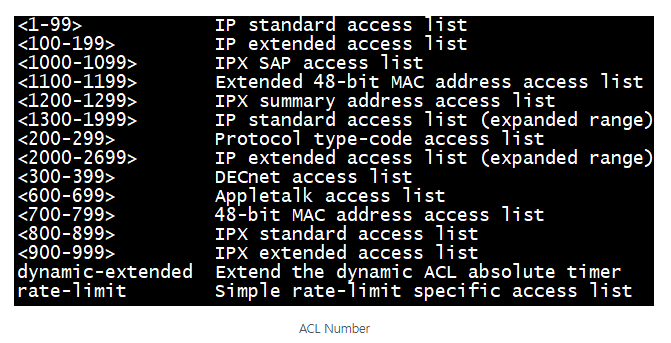 <1-99> IP standard access list
<100-199> IP extended access list
<1000-1099> IPX SAP access list
<1100-1199> Extended 48-bit MAC address access list
<1200-1299> IPX summary address access list
<1300-1999> IP standard access list (expanded range)
<200-299> Protocol type-code access list
<2000-2699> IP extended access list (expanded range)
<300-399> DECnet access list
<600-699> Appletalk access list
<700-799> 48-bit MAC address access list
<800-899> IPX standard access list
<900-999> IPX extended access list
dynamic-extended Extend the dynamic ACL absolute timer
rate-limit Simple rate-limit specific access list
ACL Number